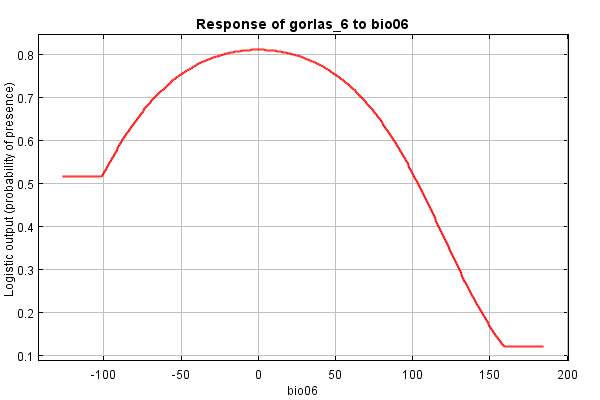 Response of gorlas_6 to bio06
Logistic output (probability of presence)
0.8
0.7
0.6
0.5
0.4
0.3
0.2
0.1
-100 -50 0 50 100 150 200
bio06